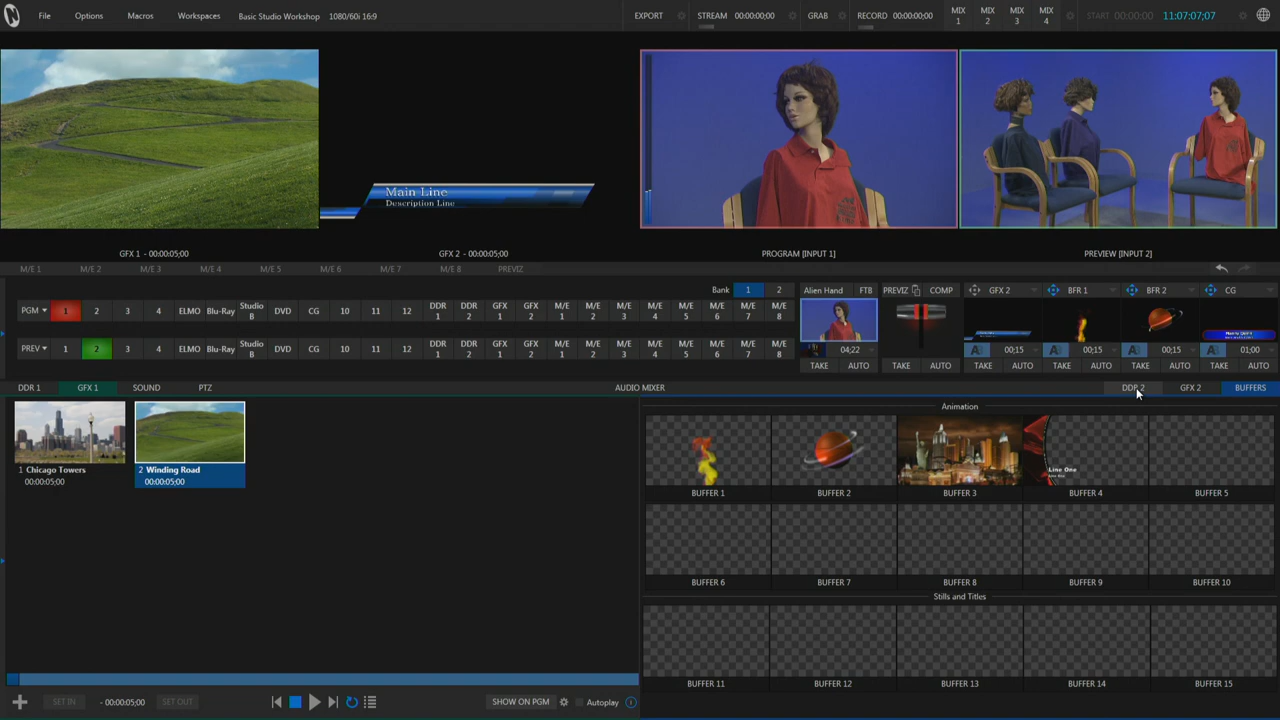 File Options Macros Workspaces Basic Studio Workshop 1080/60i 16:9 EXPORT STREAM 00:00:00;00 GRAB RECORD 00:00:00;00 MIX 1 MIX 2 MIX 3 MIX 4 START 00:00:00 11:07:07;07
Main Line
Description Line
GFX 1 - 00:00:05;00 GFX 2 - 00:00:05;00 PROGRAM [INPUT 1] PREVIEW [INPUT 2]
M/E 1 M/E 2 M/E 3 M/E 4 M/E 5 M/E 6 M/E 7 M/E 8 PREVIZ
Bank 1 2 Alien Hand FTB PREVIZ COMP GFX 2 BFR 1 BFR 2 CG
PGM 1 2 3 4 ELMO Blu-Ray Studio B DVD CG 10 11 12 DDR 1 DDR 2 GFX 1 GFX 2 M/E 1 M/E 2 M/E 3 M/E 4 M/E 5 M/E 6 M/E 7 M/E 8
PREV 1 2 3 4 ELMO Blu-Ray Studio B DVD CG 10 11 12 DDR 1 DDR 2 GFX 1 GFX 2 M/E 1 M/E 2 M/E 3 M/E 4 M/E 5 M/E 6 M/E 7 M/E 8
04;22 00;15 00;15 00;15 01;00
TAKE AUTO TAKE AUTO TAKE AUTO TAKE AUTO TAKE AUTO TAKE AUTO
DDR 1 GFX 1 SOUND PTZ AUDIO MIXER DDR 2 GFX 2 BUFFERS
Animation
Line One
1 Chicago Towers 2 Winding Road
00:00:05;00 00:00:05;00
BUFFER 1 BUFFER 2 BUFFER 3 BUFFER 4 BUFFER 5
BUFFER 6 BUFFER 7 BUFFER 8 BUFFER 9 BUFFER 10
Stills and Titles
BUFFER 11 BUFFER 12 BUFFER 13 BUFFER 14 BUFFER 15
SET IN - 00:00:05;00 SET OUT SHOW ON PGM Autoplay